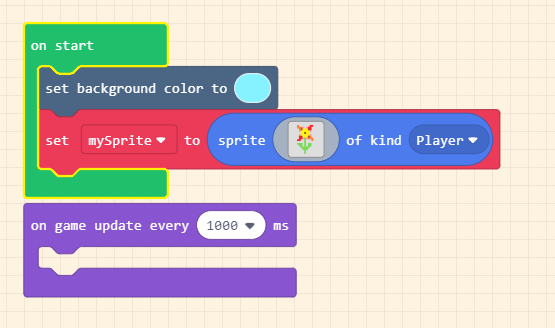 on start
set background color to
set mySprite to sprite of kind Player
on game update every 1000 ms